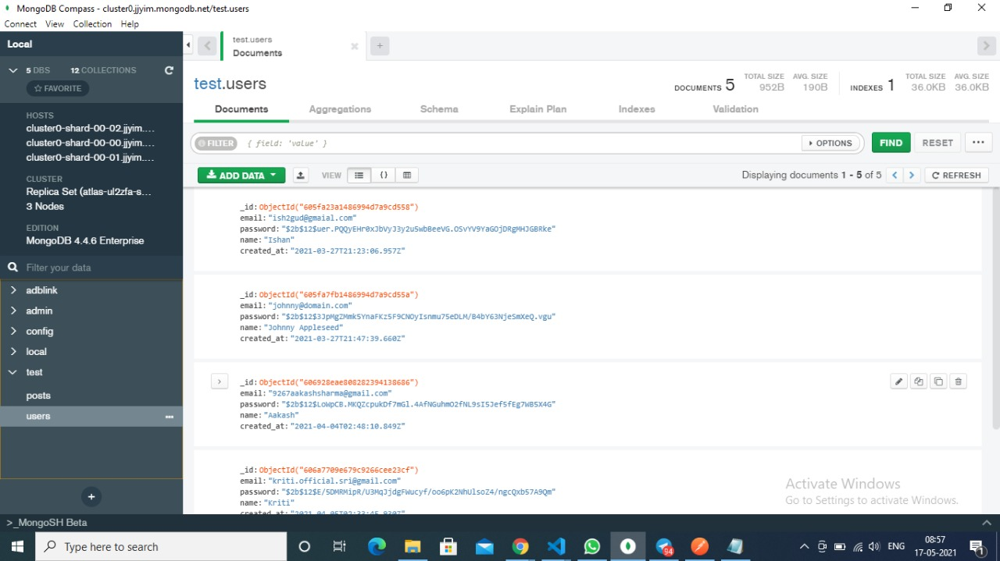 MongoDB Compass - cluster0.jjyim.mongodb.net/test.users
Connect View Collection Help
Local
5 DBS 12 COLLECTIONS
☆ FAVORITE
HOSTS
cluster0-shard-00-02.jjyim....
cluster0-shard-00-00.jjyim....
cluster0-shard-00-01.jjyim....
CLUSTER
Replica Set (atlas-ul2zfa-s...
3 Nodes
EDITION
MongoDB 4.4.6 Enterprise
Filter your data
adblink
admin
config
local
test
posts
users
test.users
Documents
test.users
DOCUMENTS 5 TOTAL SIZE 952B AVG. SIZE 190B INDEXES 1 TOTAL SIZE 36.0KB AVG. SIZE 36.0KB
Documents Aggregations Schema Explain Plan Indexes Validation
FILTER { field: 'value' } OPTIONS FIND RESET ...
ADD DATA VIEW {} Displaying documents 1 - 5 of 5 REFRESH
_id: ObjectId("605fa23a1486994d7a9cd558")
email: "ish2gud@gmaial.com"
password: "$2b$12$uer.PQQyEHr0xJbVyJ3y2u5wbBeeVG.OSvYV9YaGOjDRgMHJGBRke"
name: "Ishan"
created_at: "2021-03-27T21:23:06.957Z"
_id: ObjectId("605fa7fb1486994d7a9cd55a")
email: "johnny@domain.com"
password: "$2b$12$3JpMgZMmk5YnaFKz5F9CNOyIsnmu75eDLM/B4bY63NjeSmXeQ.vgu"
name: "Johnny Appleseed"
created_at: "2021-03-27T21:47:39.660Z"
_id: ObjectId("606928eae808282394138686")
email: "9267aakashsharma@gmail.com"
password: "$2b$12$LoWpCB.MKQZcpukDf7mGl.4AfNGuhmO2fNL9sI5Jef5fEg7WB5X4G"
name: "Aakash"
created_at: "2021-04-04T02:48:10.849Z"
_id: ObjectId("606a7709e679c9266cee23cf")
email: "kriti.official.sri@gmail.com"
password: "$2b$12$E/5DMRMipR/U3MqJjdgFWucyf/oo6pK2NhUlsoZ4/ngcQxb57A9Qm"
name: "Kriti"
created_at: "2021-04-05T02:33:45.930Z"
Activate Windows
Go to Settings to activate Windows.
>_MongoSH Beta
Type here to search
94
ENG
08:57
17-05-2021
1